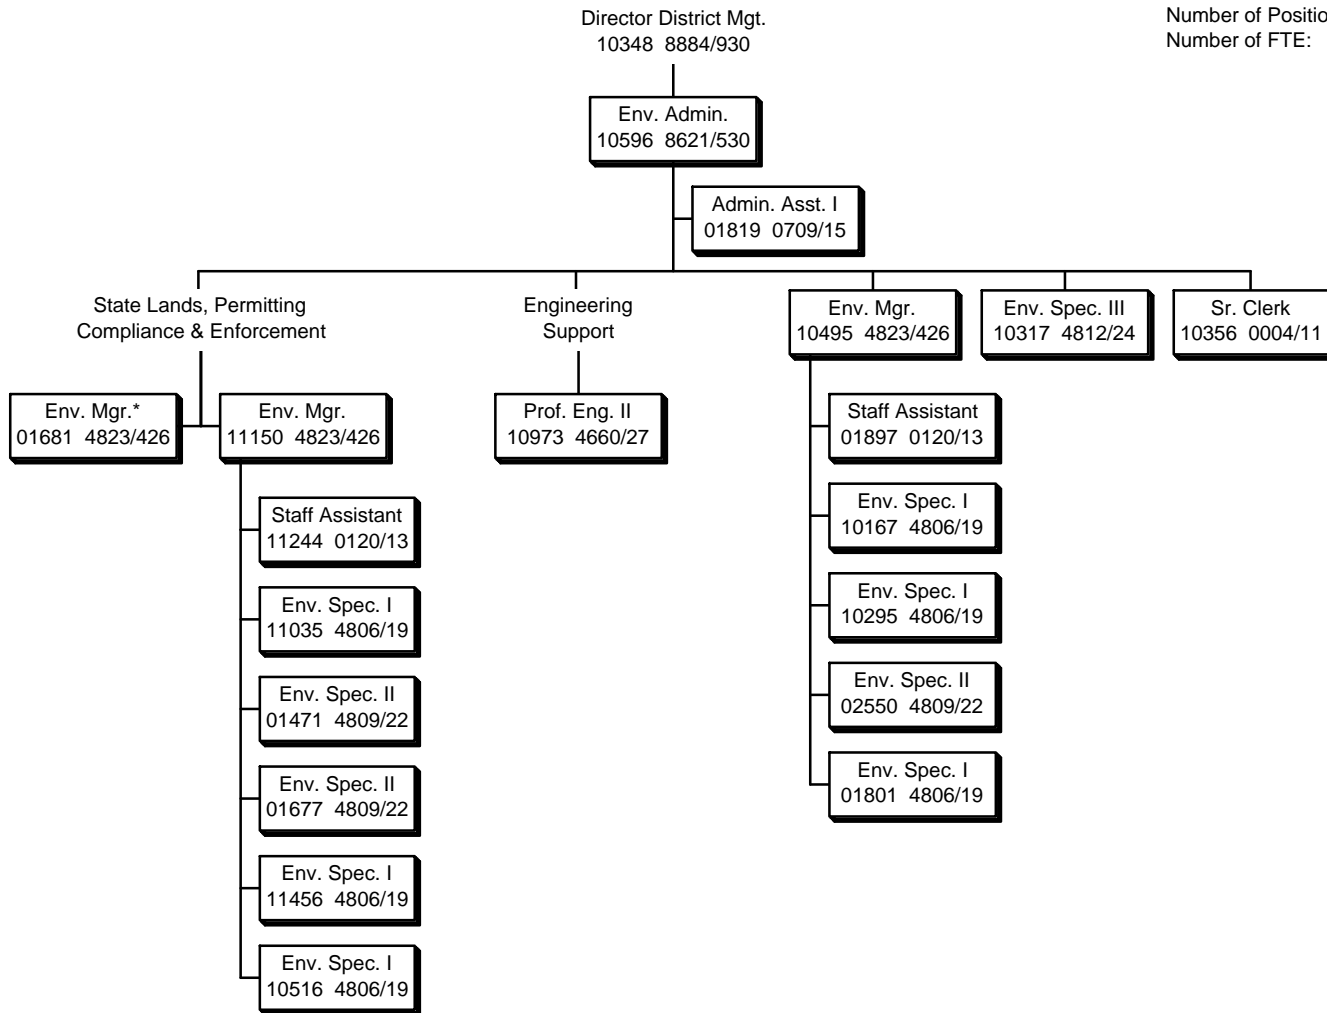 Director District Mgt.
10348 8884/930
Number of Positio
Number of FTE:
Env. Admin.
10596 8621/530
Admin. Asst. I
01819 0709/15
State Lands, Permitting
Compliance & Enforcement
Engineering
Support
Env. Mgr.
10495 4823/426
Env. Spec. III
10317 4812/24
Sr. Clerk
10356 0004/11
Env. Mgr.*
01681 4823/426
Env. Mgr.
11150 4823/426
Prof. Eng. II
10973 4660/27
Staff Assistant
11244 0120/13
Env. Spec. I
11035 4806/19
Env. Spec. II
01471 4809/22
Env. Spec. II
01677 4809/22
Env. Spec. I
11456 4806/19
Env. Spec. I
10516 4806/19
Staff Assistant
01897 0120/13
Env. Spec. I
10167 4806/19
Env. Spec. I
10295 4806/19
Env. Spec. II
02550 4809/22
Env. Spec. I
01801 4806/19